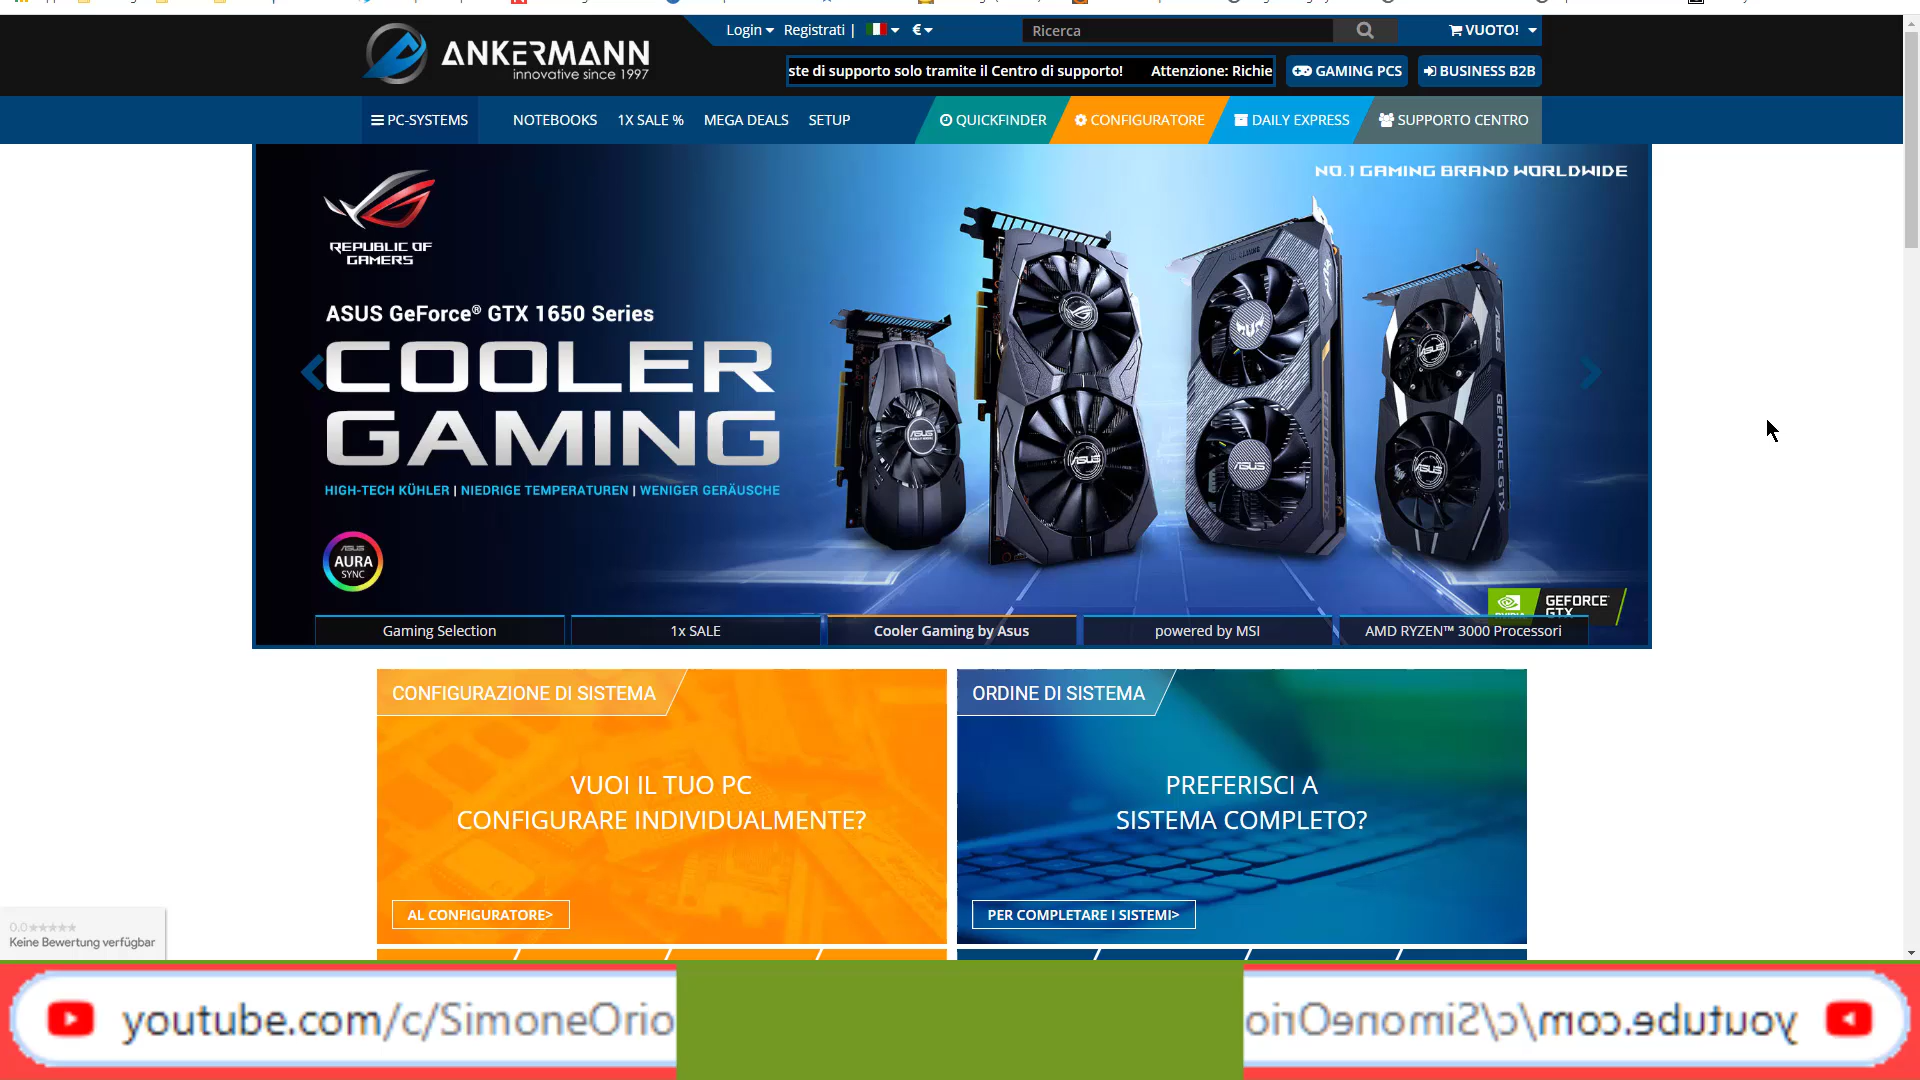 ANKERMANN
innovative since 1997
Login
Registrati |
€
Ricerca
VUOTO!
ste di supporto solo tramite il Centro di supporto! Attenzione: Richie
GAMING PCS
BUSINESS B2B
PC-SYSTEMS
NOTEBOOKS
1X SALE %
MEGA DEALS
SETUP
QUICKFINDER
CONFIGURATORE
DAILY EXPRESS
SUPPORTO CENTRO
REPUBLIC OF
GAMERS
NO.1 GAMING BRAND WORLDWIDE
ASUS GeForce® GTX 1650 Series
COOLER
GAMING
HIGH-TECH KÜHLER | NIEDRIGE TEMPERATUREN | WENIGER GERÄUSCHE
ASUS
AURA
SYNC
GEFORCE
GTX
Gaming Selection
1x SALE
Cooler Gaming by Asus
powered by MSI
AMD RYZEN™ 3000 Processori
CONFIGURAZIONE DI SISTEMA
VUOI IL TUO PC
CONFIGURARE INDIVIDUALMENTE?
AL CONFIGURATORE>
ORDINE DI SISTEMA
PREFERISCI A
SISTEMA COMPLETO?
PER COMPLETARE I SISTEMI>
0.0
Keine Bewertung verfügbar
youtube.com/c/SimoneOrio
youtube.com/c/SimoneOrio